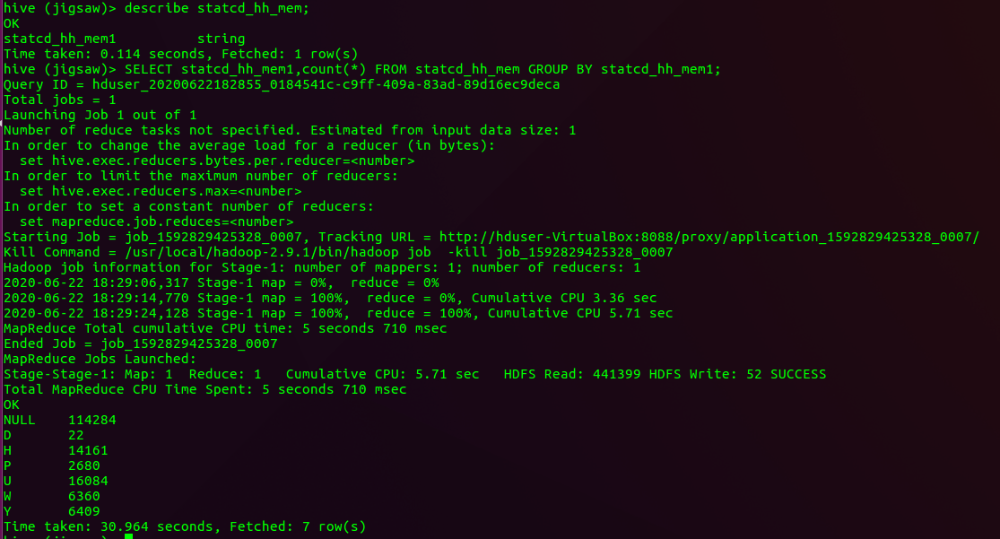 hive (jigsaw)> describe statcd_hh_mem;
OK
statcd_hh_mem1          string
Time taken: 0.114 seconds, Fetched: 1 row(s)
hive (jigsaw)> SELECT statcd_hh_mem1,count(*) FROM statcd_hh_mem GROUP BY statcd_hh_mem1;
Query ID = hduser_20200622182855_0184541c-c9ff-409a-83ad-89d16ec9deca
Total jobs = 1
Launching Job 1 out of 1
Number of reduce tasks not specified. Estimated from input data size: 1
In order to change the average load for a reducer (in bytes):
  set hive.exec.reducers.bytes.per.reducer=<number>
In order to limit the maximum number of reducers:
  set hive.exec.reducers.max=<number>
In order to set a constant number of reducers:
  set mapreduce.job.reduces=<number>
Starting Job = job_1592829425328_0007, Tracking URL = http://hduser-VirtualBox:8088/proxy/application_1592829425328_0007/
Kill Command = /usr/local/hadoop-2.9.1/bin/hadoop job  -kill job_1592829425328_0007
Hadoop job information for Stage-1: number of mappers: 1; number of reducers: 1
2020-06-22 18:29:06,317 Stage-1 map = 0%,  reduce = 0%
2020-06-22 18:29:14,770 Stage-1 map = 100%,  reduce = 0%, Cumulative CPU 3.36 sec
2020-06-22 18:29:24,128 Stage-1 map = 100%,  reduce = 100%, Cumulative CPU 5.71 sec
MapReduce Total cumulative CPU time: 5 seconds 710 msec
Ended Job = job_1592829425328_0007
MapReduce Jobs Launched:
Stage-Stage-1: Map: 1  Reduce: 1   Cumulative CPU: 5.71 sec   HDFS Read: 441399 HDFS Write: 52 SUCCESS
Total MapReduce CPU Time Spent: 5 seconds 710 msec
OK
NULL    114284
D       22
H       14161
P       2680
U       16084
W       6360
Y       6409
Time taken: 30.964 seconds, Fetched: 7 row(s)
hive (jigsaw)>